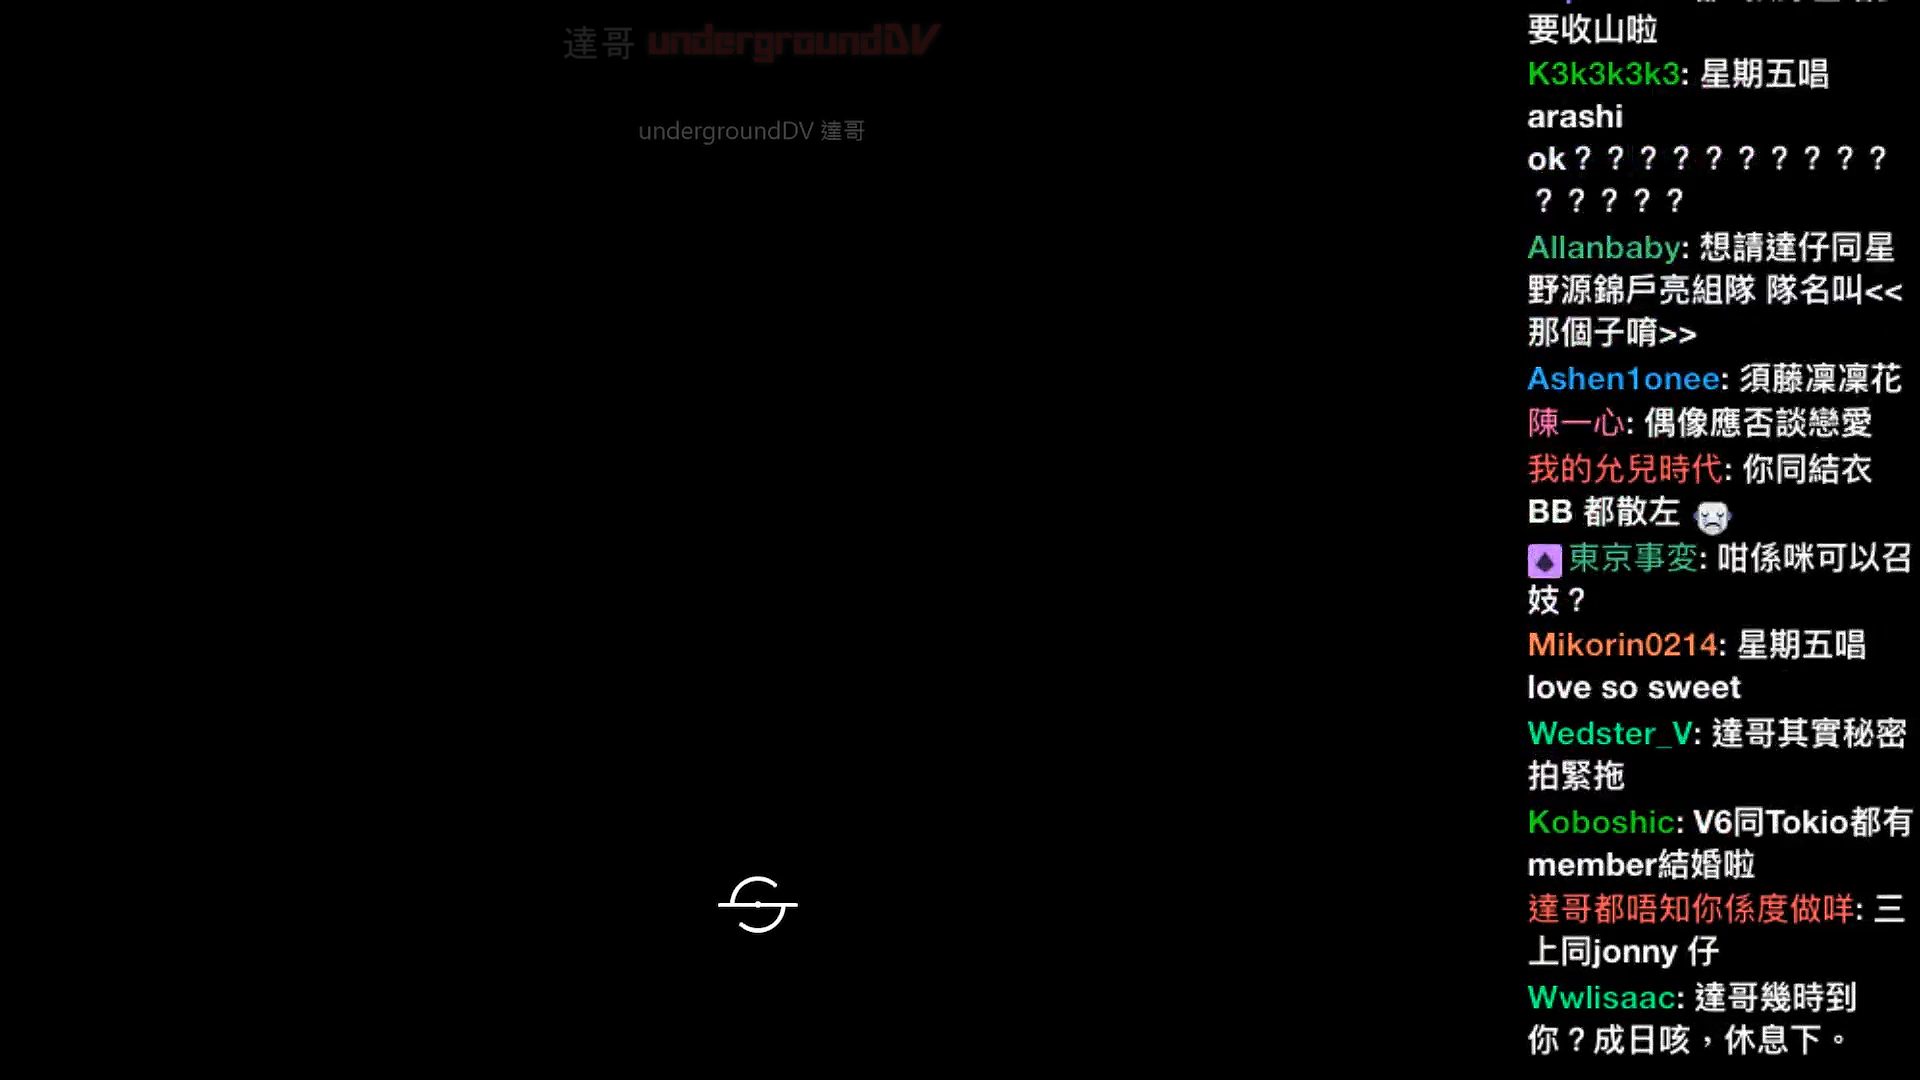 達哥 undergroundDV
undergroundDV 達哥
要收山啦
K3k3k3k3: 星期五唱
arashi
ok？？？？？？？？？？
？？？？？
Allanbaby: 想請達仔同星
野源錦戶亮組隊 隊名叫<<
那個子唷>>
Ashen1onee: 須藤凜凜花
陳一心: 偶像應否談戀愛
我的允兒時代: 你同結衣
BB 都散左
東京事変: 咁係咪可以召
妓？
Mikorin0214: 星期五唱
love so sweet
Wedster_V: 達哥其實秘密
拍緊拖
Koboshic: V6同Tokio都有
member結婚啦
達哥都唔知你係度做咩: 三
上同jonny 仔
Wwlisaac: 達哥幾時到
你？成日咳，休息下。